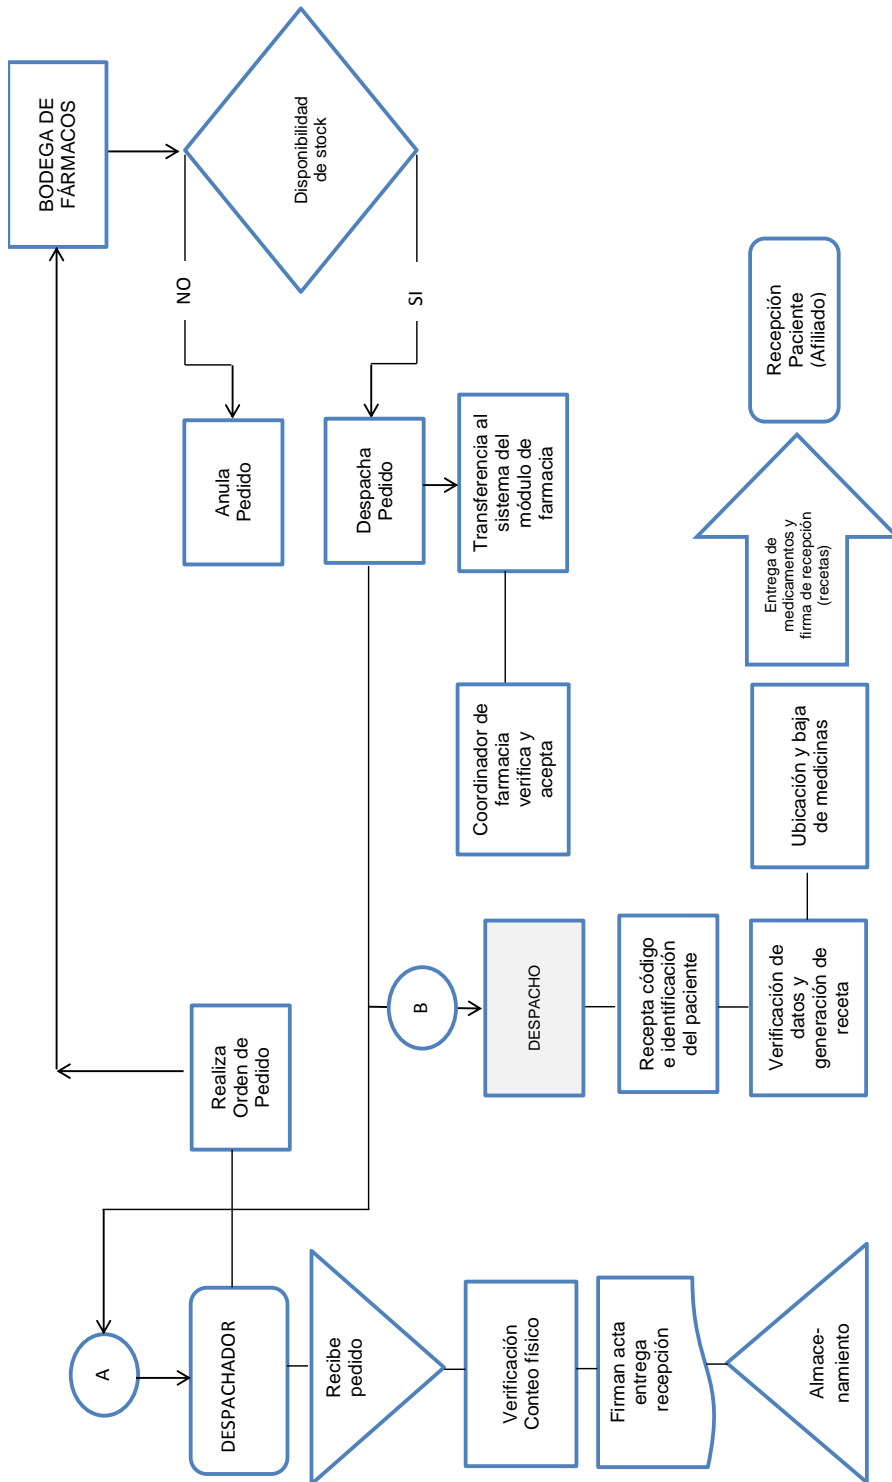 A
DESPACHADOR
Recibe
pedido
Verificación
Conteo físico
Firman acta
entrega
recepción
Almace-
namiento
Realiza
Orden de
Pedido
B
DESPACHO
Recepta código
e identificación
del paciente
Verificación de
datos y
generación de
receta
Ubicación y baja
de medicinas
Entrega de
medicamentos y
firma de recepción
(recetas)
Recepción
Paciente
(Afiliado)
Coordinador de
farmacia
verifica y
acepta
Transferencia al
sistema del
módulo de
farmacia
Despacha
Pedido
Anula
Pedido
NO
SI
BODEGA DE
FÁRMACOS
Disponibilidad
de stock